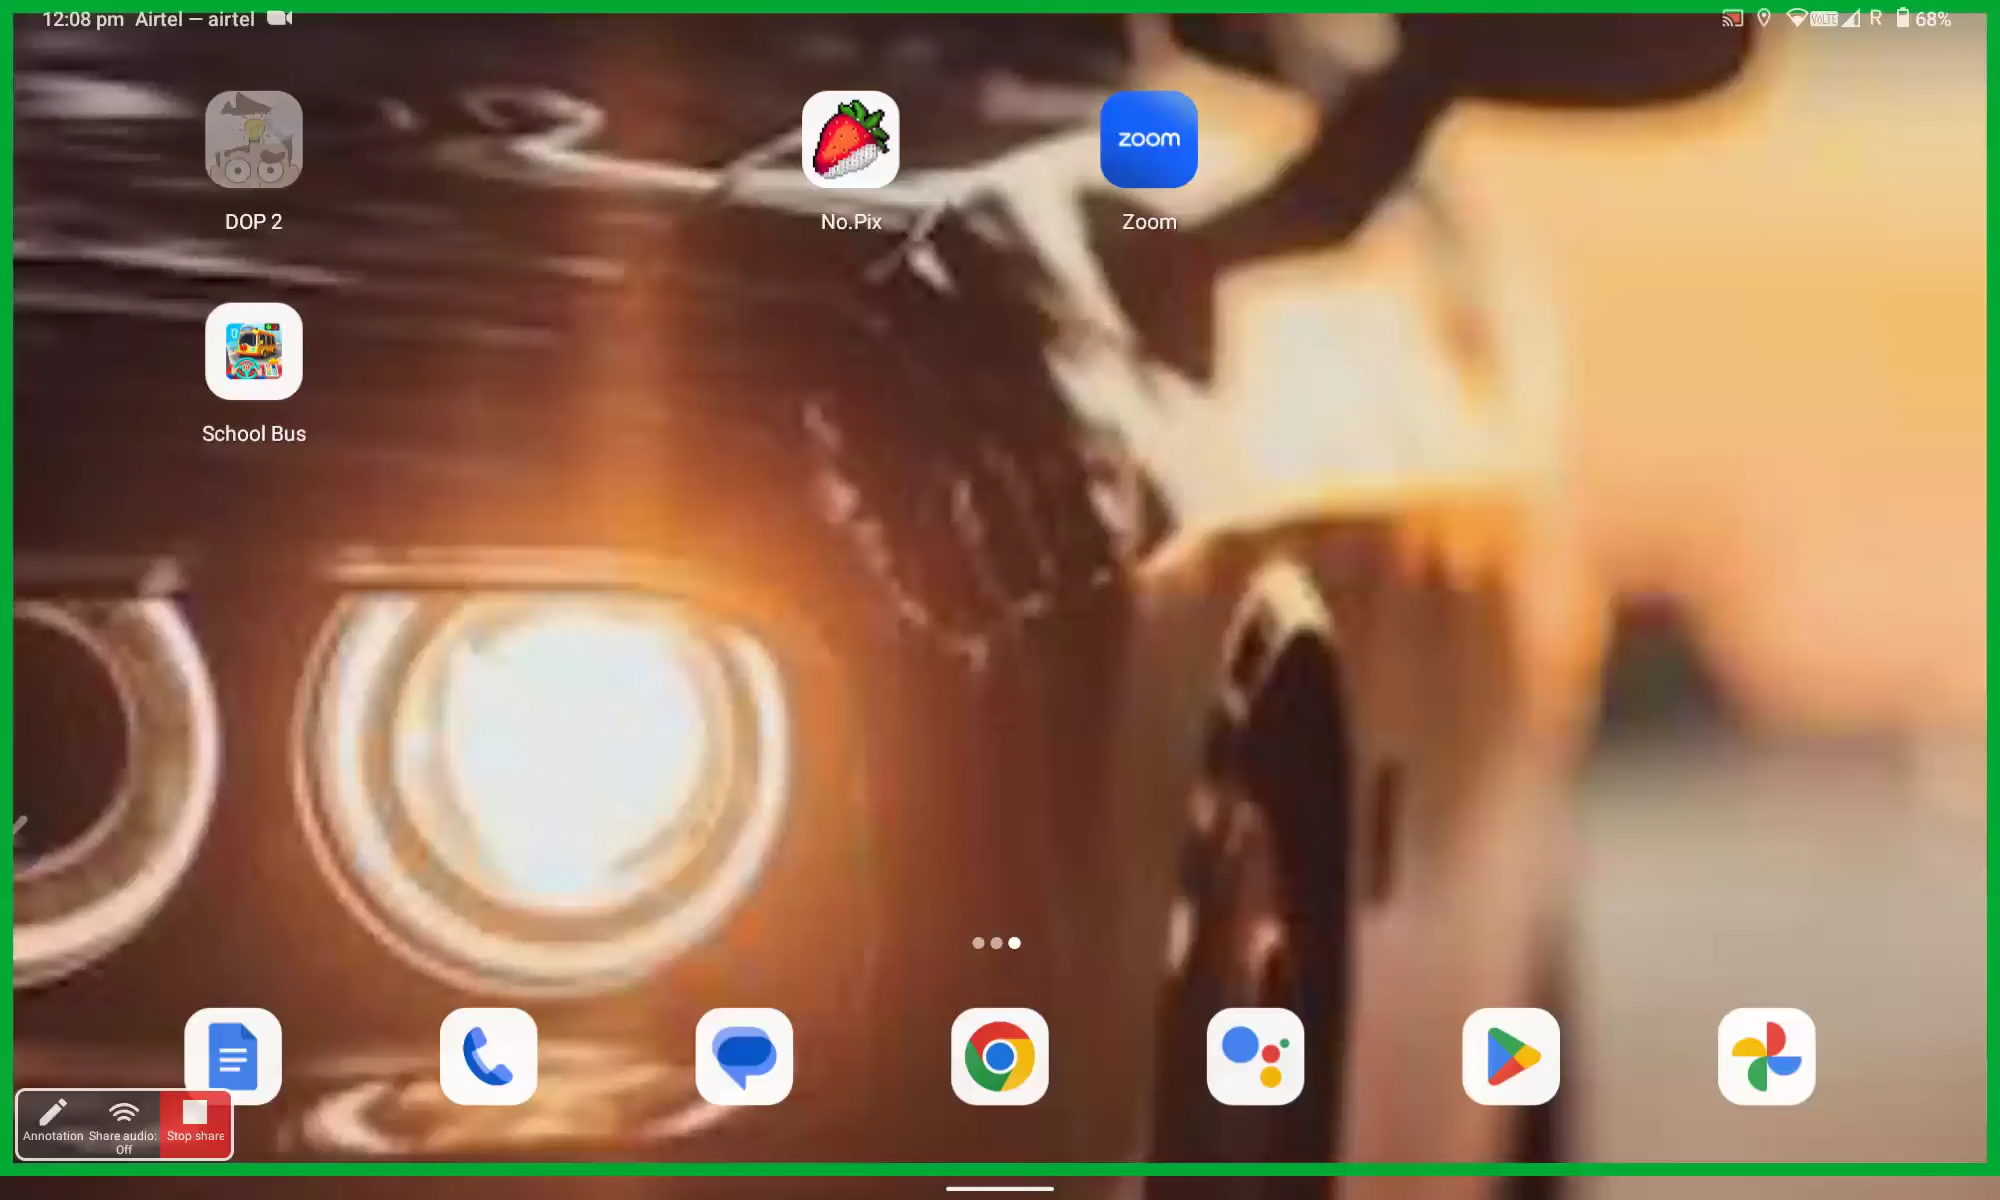 12:08 pm Airtel — airtel VoLTE R 68%
DOP 2
No.Pix
zoom
Zoom
School Bus
Annotation Share audio: Off Stop share